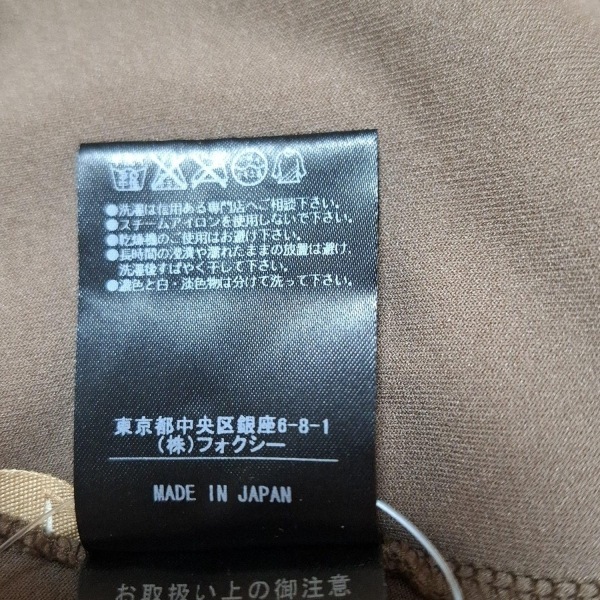 ●洗濯は信用ある専門店へご相談下さい。
●スチームアイロンを使用しないで下さい。
●乾燥機のご使用はお避け下さい。
●長時間の浸漬や濡れたままの放置は避け
洗濯後すばやく干して下さい。
●濃色と白・淡色物は分けて洗って下さい。
東京都中央区銀座6-8-1
(株)フォクシー
MADE IN JAPAN
お取扱い上の御注意